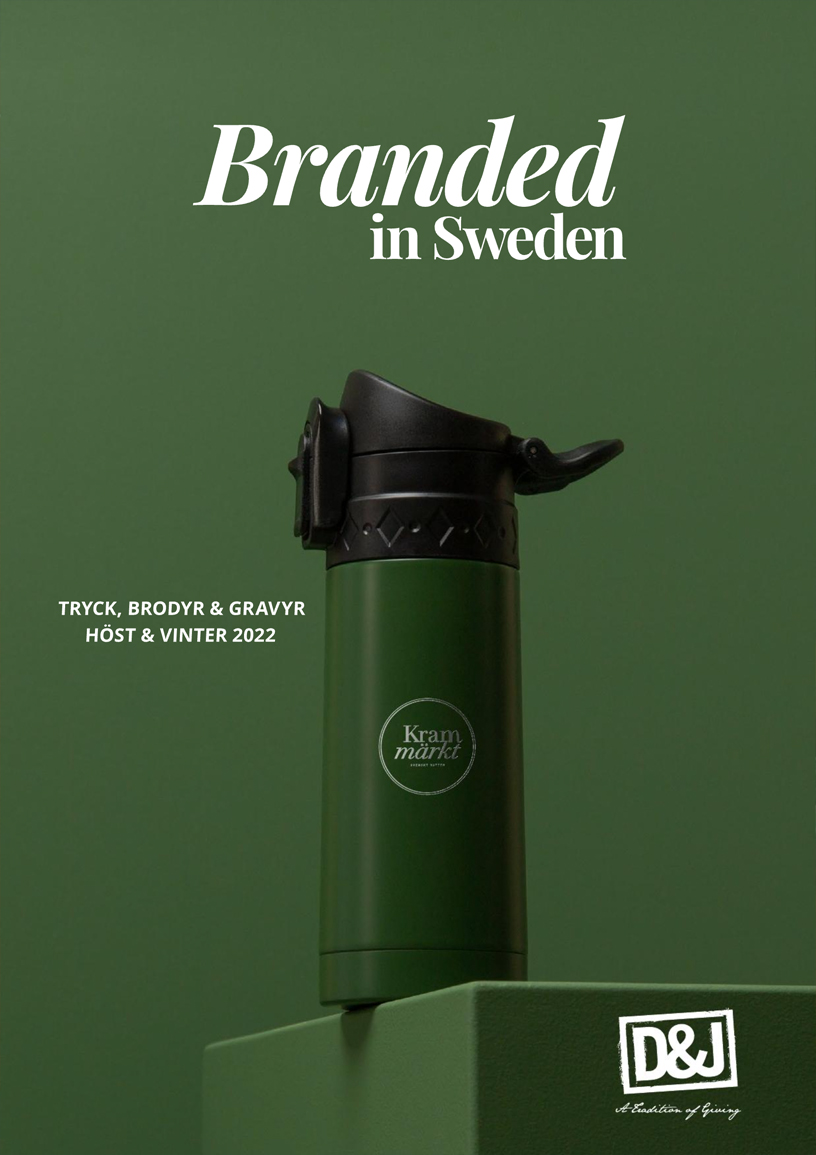 Branded
in Sweden
TRYCK, BRODYR & GRAVYR
HÖST & VINTER 2022
Kram
märkt
D&J
A Tradition of Giving